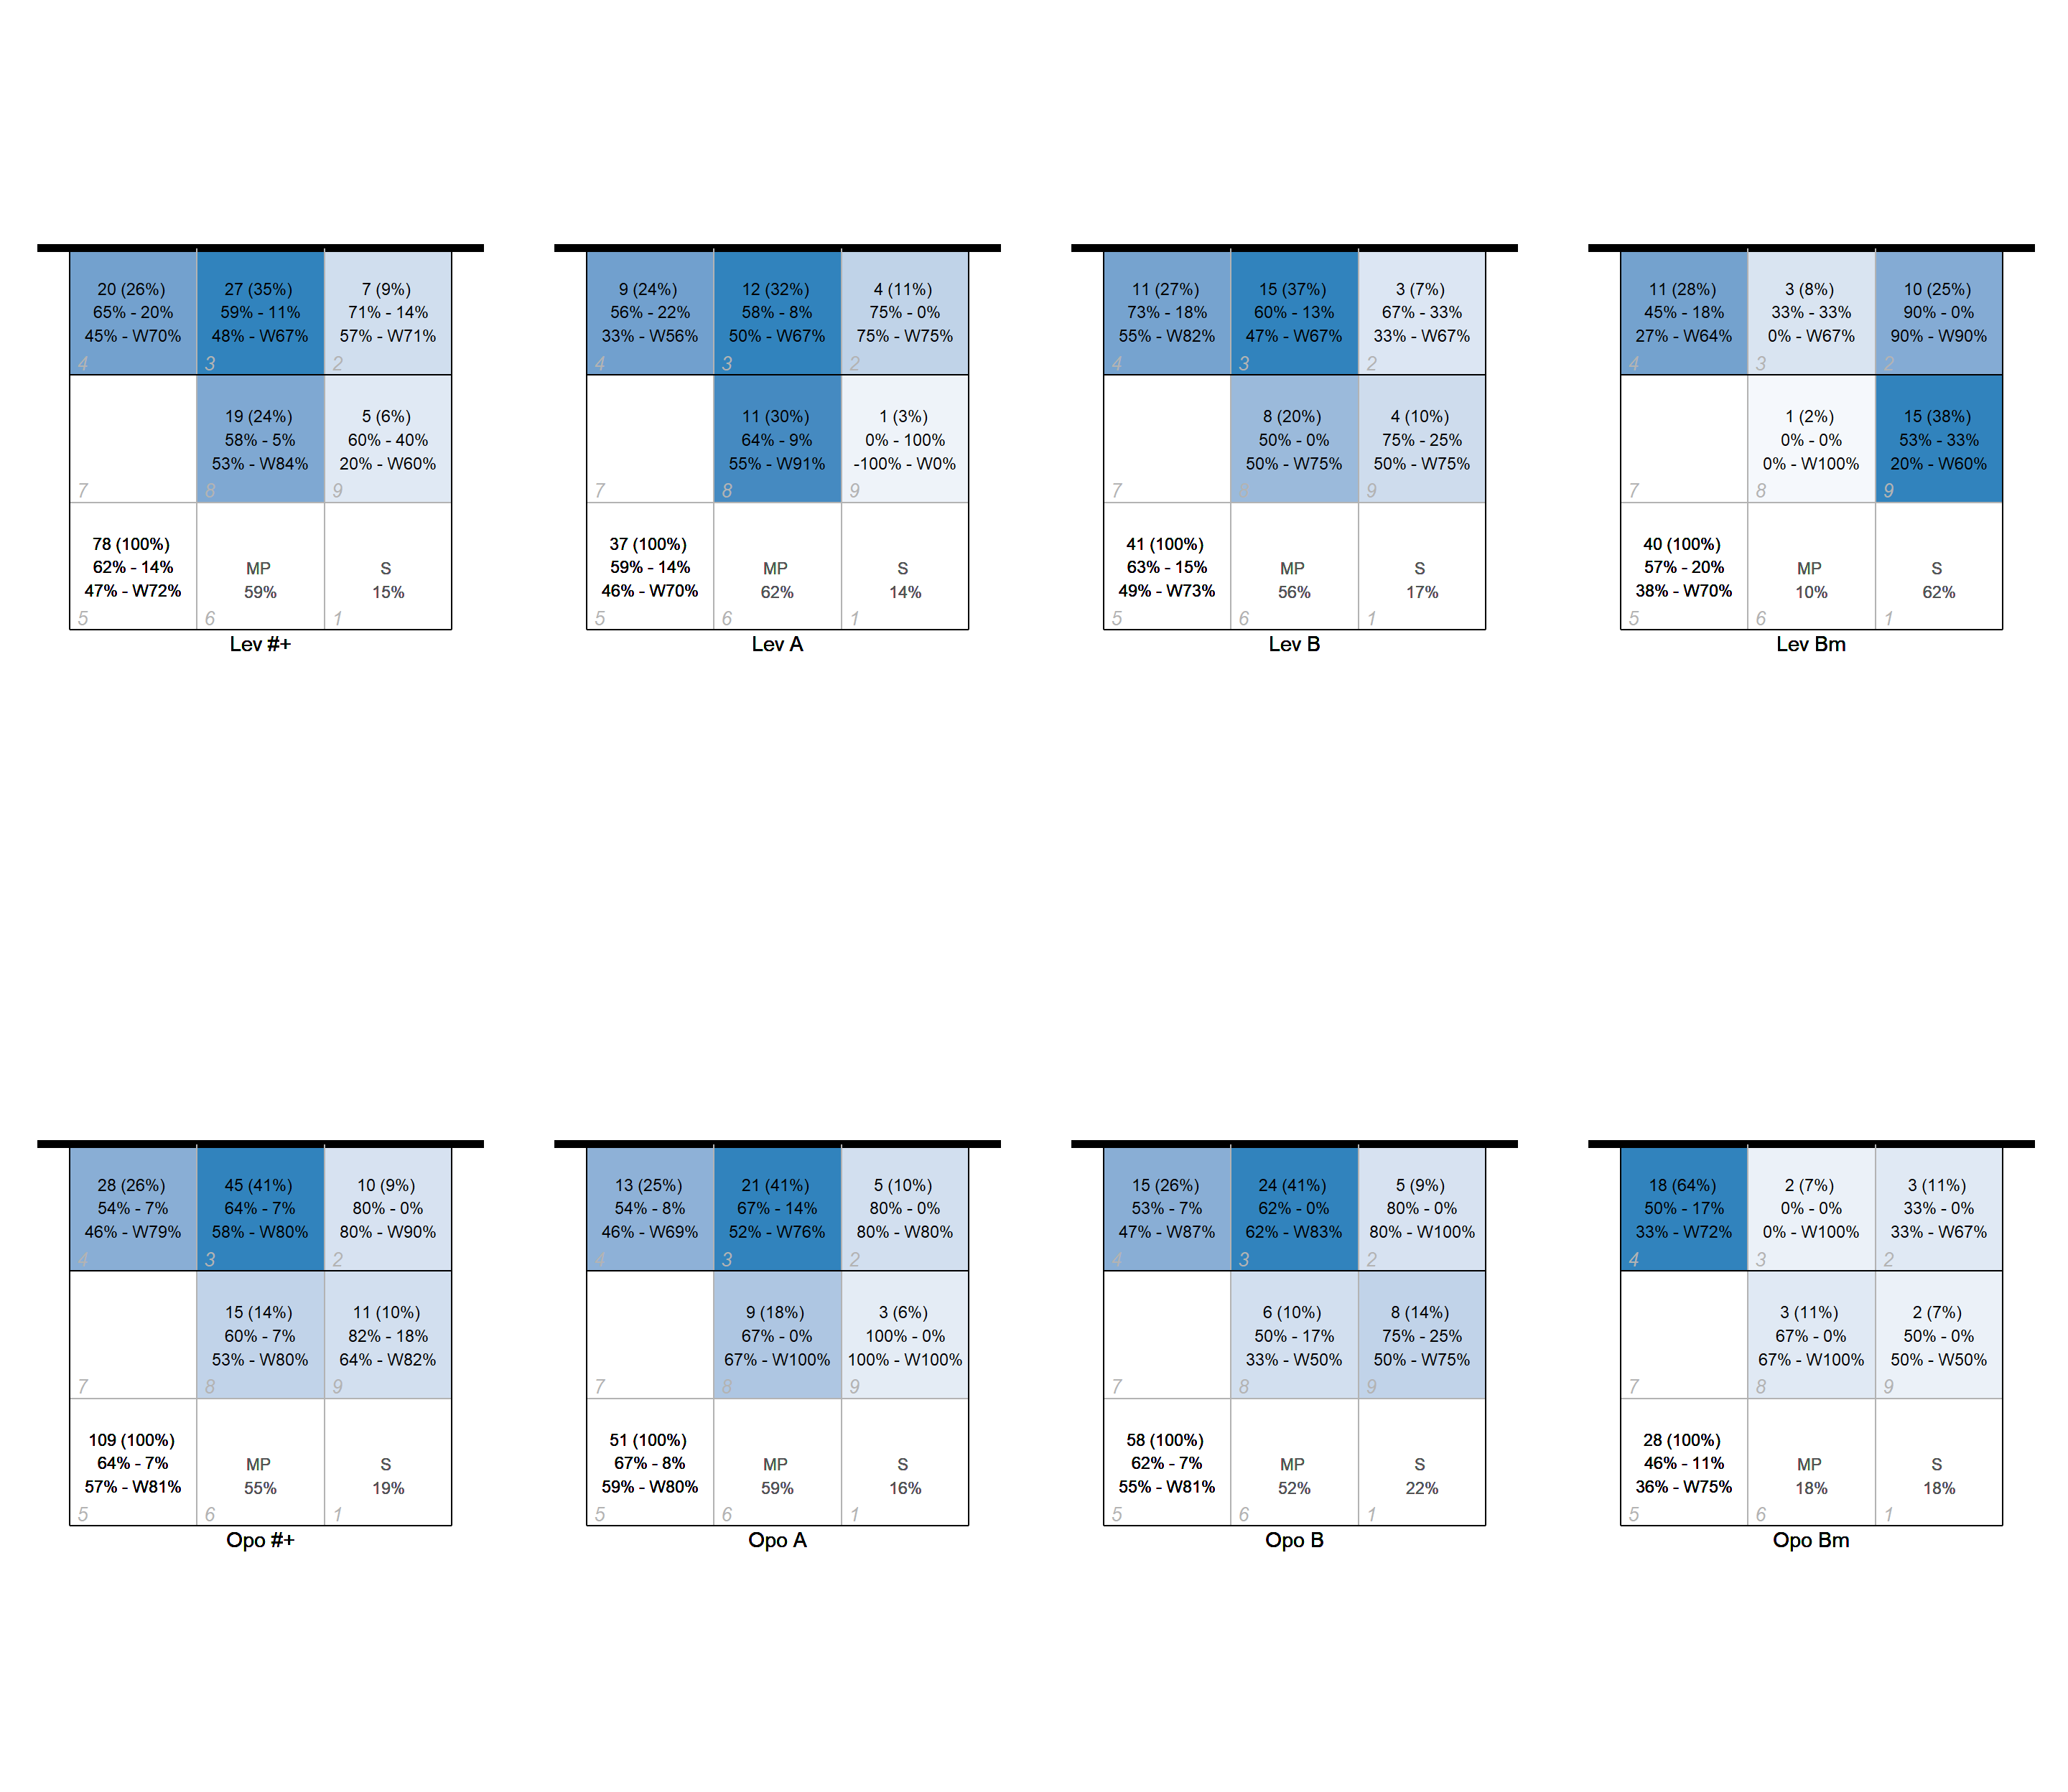 20 (26%)
65% - 20%
45% - W70%
4
27 (35%)
59% - 11%
48% - W67%
3
7 (9%)
71% - 14%
57% - W71%
2
7
19 (24%)
58% - 5%
53% - W84%
8
5 (6%)
60% - 40%
20% - W60%
9
78 (100%)
62% - 14%
47% - W72%
5
MP
59%
6
S
15%
1
Lev #+
9 (24%)
56% - 22%
33% - W56%
4
12 (32%)
58% - 8%
50% - W67%
3
4 (11%)
75% - 0%
75% - W75%
2
7
11 (30%)
64% - 9%
55% - W91%
8
1 (3%)
0% - 100%
-100% - W0%
9
37 (100%)
59% - 14%
46% - W70%
5
MP
62%
6
S
14%
1
Lev A
11 (27%)
73% - 18%
55% - W82%
4
15 (37%)
60% - 13%
47% - W67%
3
3 (7%)
67% - 33%
33% - W67%
2
7
8 (20%)
50% - 0%
50% - W75%
8
4 (10%)
75% - 25%
50% - W75%
9
41 (100%)
63% - 15%
49% - W73%
5
MP
56%
6
S
17%
1
Lev B
11 (28%)
45% - 18%
27% - W64%
4
3 (8%)
33% - 33%
0% - W67%
3
10 (25%)
90% - 0%
90% - W90%
2
7
1 (2%)
0% - 0%
0% - W100%
8
15 (38%)
53% - 33%
20% - W60%
9
40 (100%)
57% - 20%
38% - W70%
5
MP
10%
6
S
62%
1
Lev Bm
28 (26%)
54% - 7%
46% - W79%
4
45 (41%)
64% - 7%
58% - W80%
3
10 (9%)
80% - 0%
80% - W90%
2
7
15 (14%)
60% - 7%
53% - W80%
8
11 (10%)
82% - 18%
64% - W82%
9
109 (100%)
64% - 7%
57% - W81%
5
MP
55%
6
S
19%
1
Opo #+
13 (25%)
54% - 8%
46% - W69%
4
21 (41%)
67% - 14%
52% - W76%
3
5 (10%)
80% - 0%
80% - W80%
2
7
9 (18%)
67% - 0%
67% - W100%
8
3 (6%)
100% - 0%
100% - W100%
9
51 (100%)
67% - 8%
59% - W80%
5
MP
59%
6
S
16%
1
Opo A
15 (26%)
53% - 7%
47% - W87%
4
24 (41%)
62% - 0%
62% - W83%
3
5 (9%)
80% - 0%
80% - W100%
2
7
6 (10%)
50% - 17%
33% - W50%
8
8 (14%)
75% - 25%
50% - W75%
9
58 (100%)
62% - 7%
55% - W81%
5
MP
52%
6
S
22%
1
Opo B
18 (64%)
50% - 17%
33% - W72%
4
2 (7%)
0% - 0%
0% - W100%
3
3 (11%)
33% - 0%
33% - W67%
2
7
3 (11%)
67% - 0%
67% - W100%
8
2 (7%)
50% - 0%
50% - W50%
9
28 (100%)
46% - 11%
36% - W75%
5
MP
18%
6
S
18%
1
Opo Bm